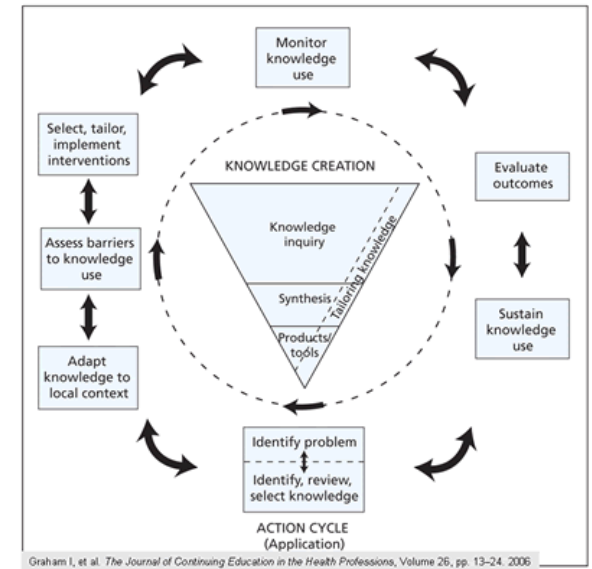 Monitor
knowledge
use
Select, tailor,
implement
interventions
Evaluate
outcomes
KNOWLEDGE CREATION
Knowledge
inquiry
Tailoring knowledge
Synthesis
Products/
tools
Assess barriers
to knowledge
use
Sustain
knowledge
use
Adapt
knowledge to
local context
Identify problem
Identify, review,
select knowledge
ACTION CYCLE
(Application)
Graham I, et al. The Journal of Continuing Education in the Health Professions, Volume 26, pp. 13–24. 2006